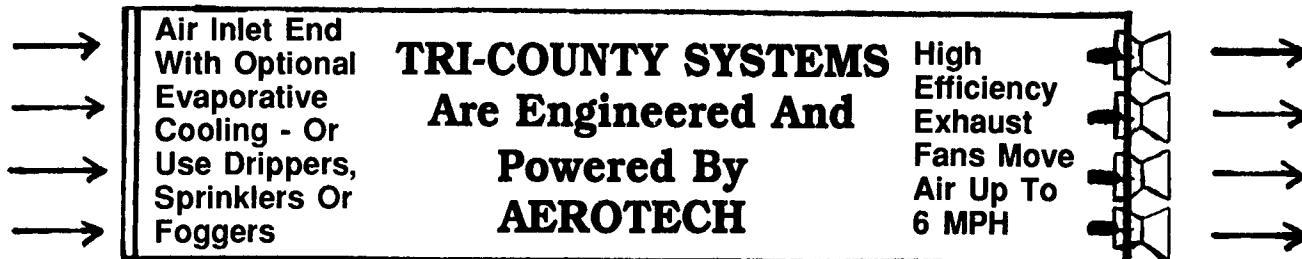 Air Inlet End
With Optional
Evaporative
Cooling - Or
Use Drippers,
Sprinklers Or
Foggers
TRI-COUNTY SYSTEMS
Are Engineered And
Powered By
AEROTECH
High
Efficiency
Exhaust
Fans Move
Air Up To
6 MPH